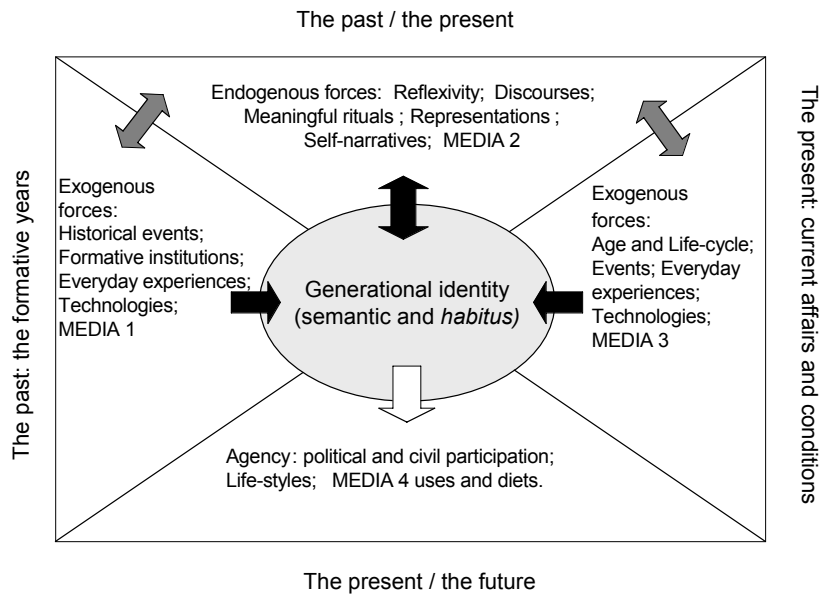 The past / the present
Endogenous forces: Reflexivity; Discourses;
Meaningful rituals ; Representations ;
Self-narratives; MEDIA 2
The past: the formative years
Exogenous
forces:
Historical events;
Formative institutions;
Everyday experiences;
Technologies;
MEDIA 1
Generational identity
(semantic and habitus)
Exogenous
forces:
Age and Life-cycle;
Events; Everyday
experiences;
Technologies;
MEDIA 3
The present: current affairs and conditions
Agency: political and civil participation;
Life-styles; MEDIA 4 uses and diets.
The present / the future